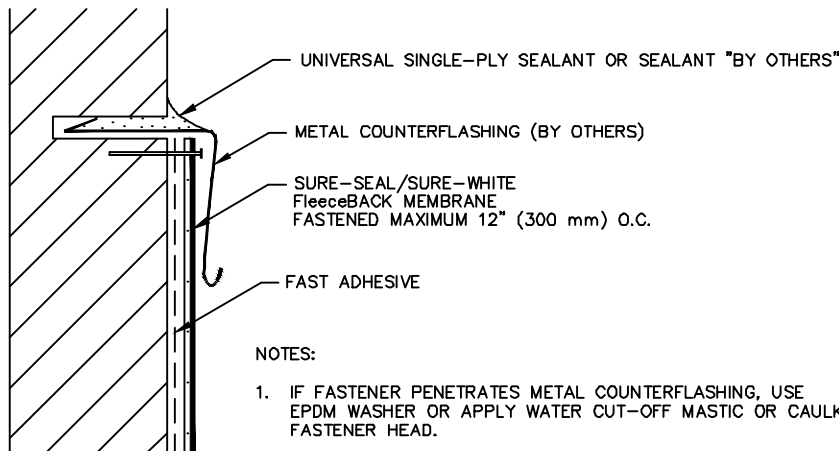 UNIVERSAL SINGLE-PLY SEALANT OR SEALANT "BY OTHERS"
METAL COUNTERFLASHING (BY OTHERS)
SURE-SEAL/SURE-WHITE
FleeceBACK MEMBRANE
FASTENED MAXIMUM 12" (300 mm) O.C.
FAST ADHESIVE
NOTES:
1. IF FASTENER PENETRATES METAL COUNTERFLASHING, USE
EPDM WASHER OR APPLY WATER CUT-OFF MASTIC OR CAULK
FASTENER HEAD.